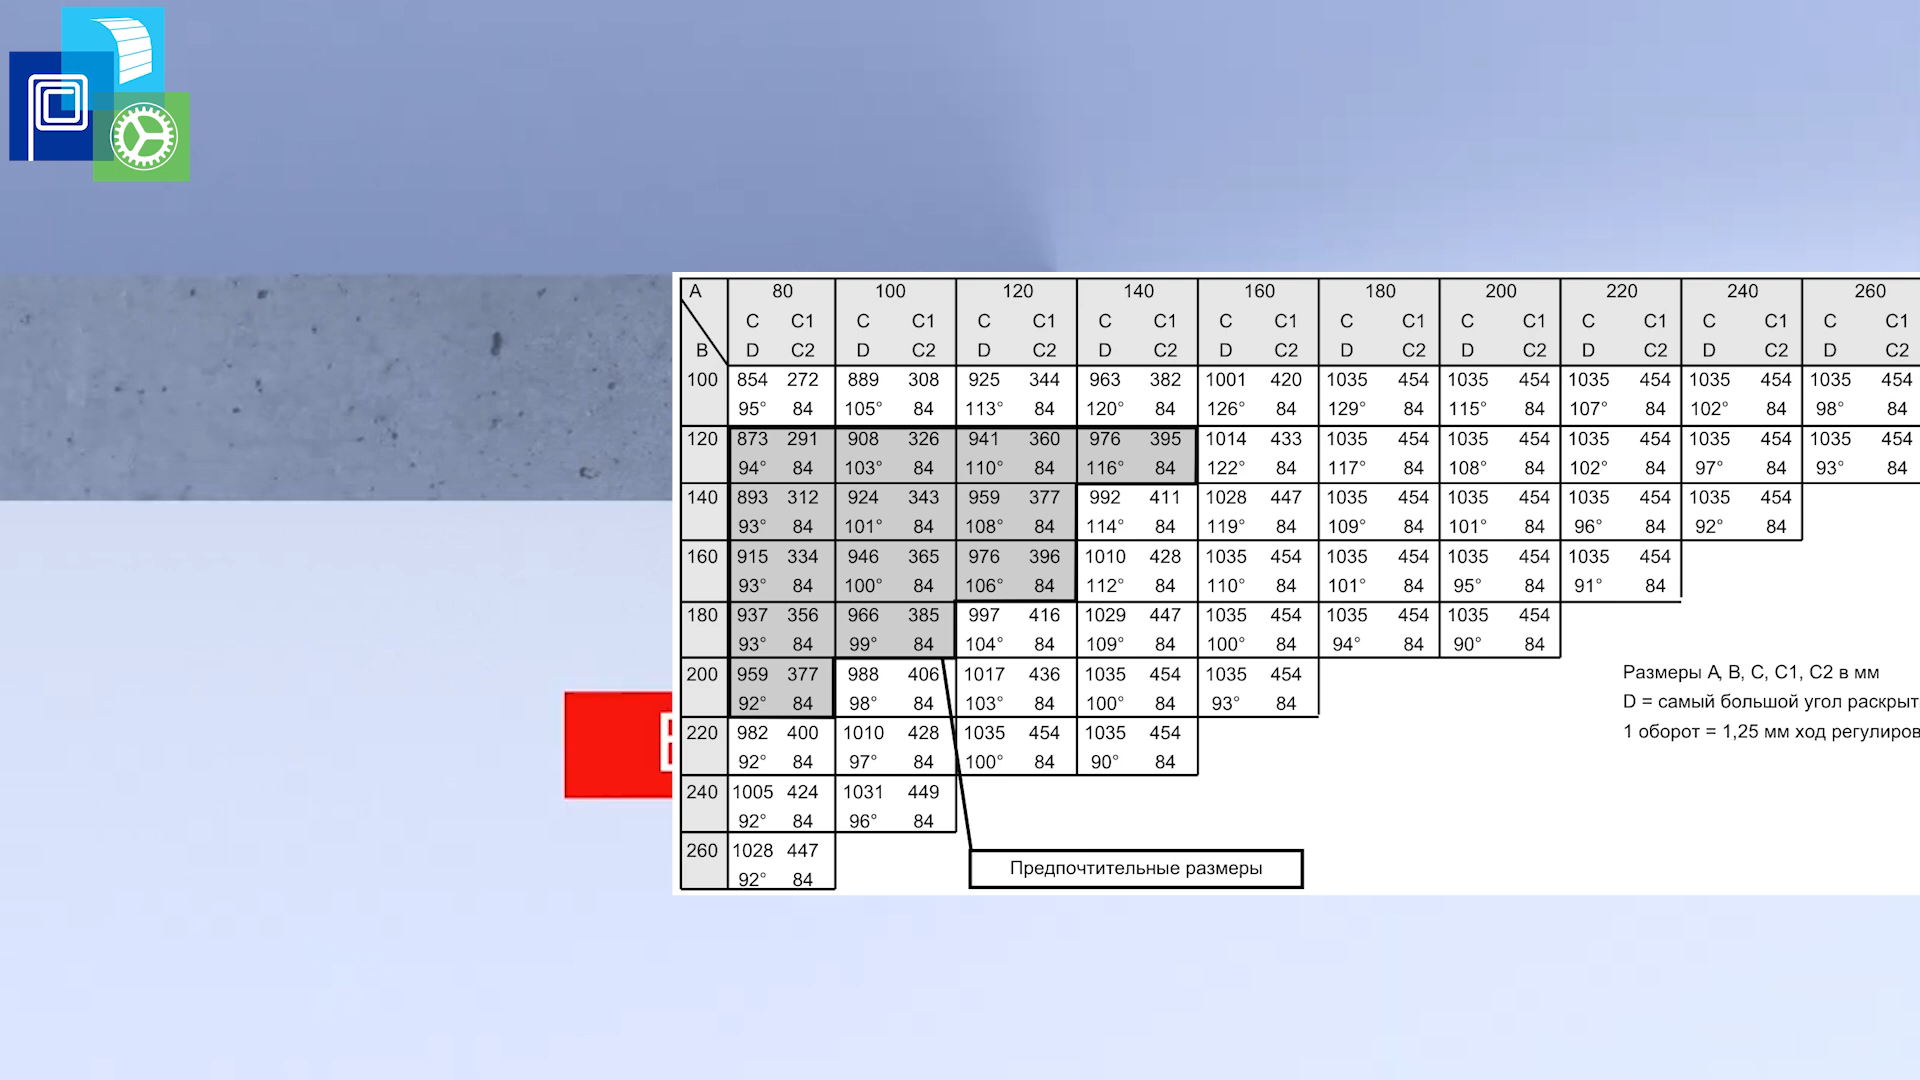 A 80 100 120 140 160 180 200 220 240 260
C C1 C C1 C C1 C C1 C C1 C C1 C C1 C C1 C C1 C C1
B D C2 D C2 D C2 D C2 D C2 D C2 D C2 D C2 D C2 D C2
100 854 272 889 308 925 344 963 382 1001 420 1035 454 1035 454 1035 454 1035 454 1035 454
95° 84 105° 84 113° 84 120° 84 126° 84 129° 84 115° 84 107° 84 102° 84 98° 84
120 873 291 908 326 941 360 976 395 1014 433 1035 454 1035 454 1035 454 1035 454 1035 454
94° 84 103° 84 110° 84 116° 84 122° 84 117° 84 108° 84 102° 84 97° 84 93° 84
140 893 312 924 343 959 377 992 411 1028 447 1035 454 1035 454 1035 454 1035 454
93° 84 101° 84 108° 84 114° 84 119° 84 109° 84 101° 84 96° 84 92° 84
160 915 334 946 365 976 396 1010 428 1035 454 1035 454 1035 454 1035 454
93° 84 100° 84 106° 84 112° 84 110° 84 101° 84 95° 84 91° 84
180 937 356 966 385 997 416 1029 447 1035 454 1035 454 1035 454
93° 84 99° 84 104° 84 109° 84 100° 84 94° 84 90° 84
200 959 377 988 406 1017 436 1035 454 1035 454
92° 84 98° 84 103° 84 100° 84 93° 84
220 982 400 1010 428 1035 454 1035 454
92° 84 97° 84 100° 84 90° 84
240 1005 424 1031 449
92° 84 96° 84
260 1028 447
92° 84
Размеры A, B, C, C1, C2 в мм
D = самый большой угол раскрыт
1 оборот = 1,25 мм ход регулиров
Предпочтительные размеры